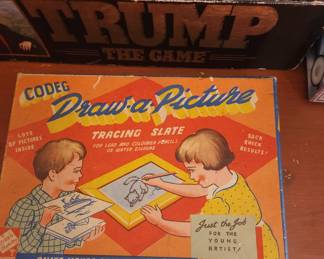 TRUMP
THE GAME
CODEG
Draw-a-Picture
TRACING SLATE
FOR LEAD AND COLOURED PENCILS
OR WATER COLOURS
LOTS
OF PICTURES
INSIDE
SUCH
QUICK
RESULTS!
Just the Job
FOR THE
YOUNG
ARTIST!